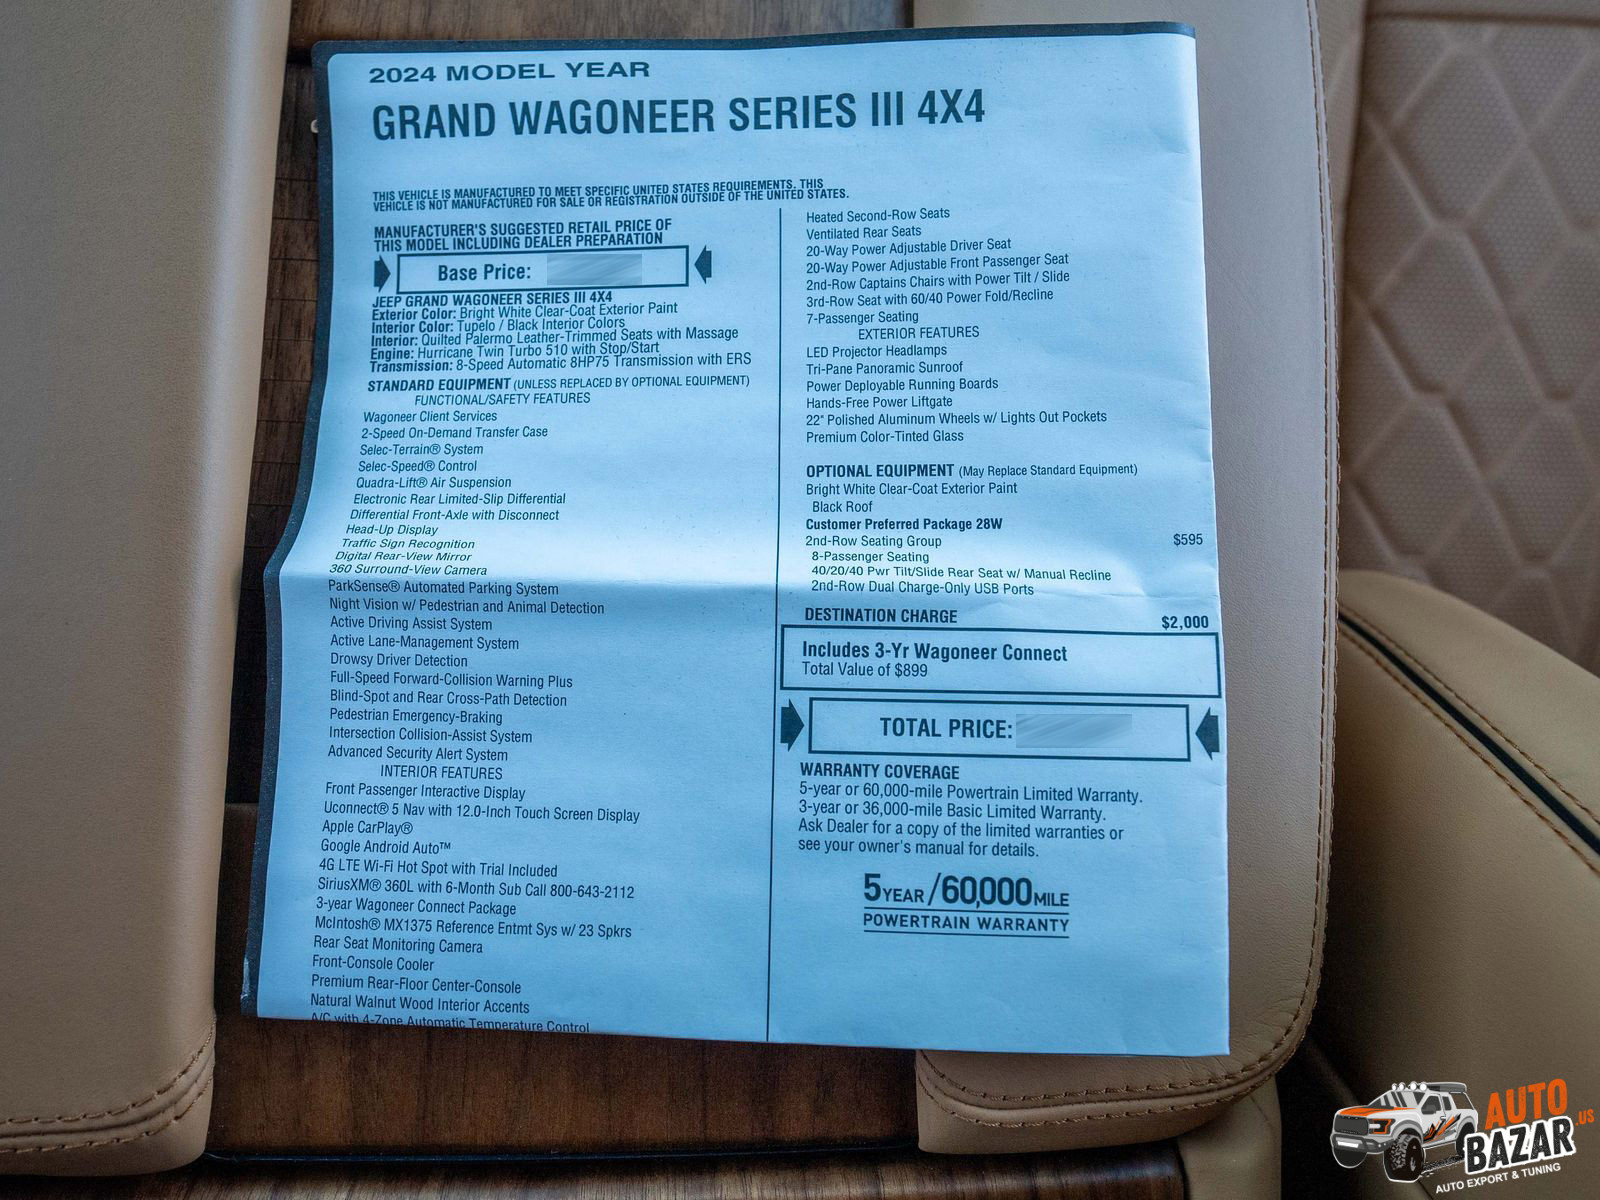 2024 MODEL YEAR
GRAND WAGONEER SERIES III 4X4
THIS VEHICLE IS MANUFACTURED TO MEET SPECIFIC UNITED STATES REQUIREMENTS. THIS
VEHICLE IS NOT MANUFACTURED FOR SALE OR REGISTRATION OUTSIDE OF THE UNITED STATES.
MANUFACTURER'S SUGGESTED RETAIL PRICE OF
THIS MODEL INCLUDING DEALER PREPARATION
Base Price:
JEEP GRAND WAGONEER SERIES III 4X4
Exterior Color: Bright White Clear-Coat Exterior Paint
Interior Color: Tupelo / Black Interior Colors
Interior: Quilted Palermo Leather-Trimmed Seats with Massage
Engine: Hurricane Twin Turbo 510 with Stop/Start
Transmission: 8-Speed Automatic 8HP75 Transmission with ERS
STANDARD EQUIPMENT (UNLESS REPLACED BY OPTIONAL EQUIPMENT)
FUNCTIONAL/SAFETY FEATURES
Wagoneer Client Services
2-Speed On-Demand Transfer Case
Selec-Terrain® System
Selec-Speed® Control
Quadra-Lift® Air Suspension
Electronic Rear Limited-Slip Differential
Differential Front-Axle with Disconnect
Head-Up Display
Traffic Sign Recognition
Digital Rear-View Mirror
360 Surround-View Camera
ParkSense® Automated Parking System
Night Vision w/ Pedestrian and Animal Detection
Active Driving Assist System
Active Lane-Management System
Drowsy Driver Detection
Full-Speed Forward-Collision Warning Plus
Blind-Spot and Rear Cross-Path Detection
Pedestrian Emergency-Braking
Intersection Collision-Assist System
Advanced Security Alert System
INTERIOR FEATURES
Front Passenger Interactive Display
Uconnect® 5 Nav with 12.0-Inch Touch Screen Display
Apple CarPlay®
Google Android Auto™
4G LTE Wi-Fi Hot Spot with Trial Included
SiriusXM® 360L with 6-Month Sub Call 800-643-2112
3-year Wagoneer Connect Package
McIntosh® MX1375 Reference Entmt Sys w/ 23 Spkrs
Rear Seat Monitoring Camera
Front-Console Cooler
Premium Rear-Floor Center-Console
Natural Walnut Wood Interior Accents
A/C with 4-Zone Automatic Temperature Control
Heated Second-Row Seats
Ventilated Rear Seats
20-Way Power Adjustable Driver Seat
20-Way Power Adjustable Front Passenger Seat
2nd-Row Captains Chairs with Power Tilt / Slide
3rd-Row Seat with 60/40 Power Fold/Recline
7-Passenger Seating
EXTERIOR FEATURES
LED Projector Headlamps
Tri-Pane Panoramic Sunroof
Power Deployable Running Boards
Hands-Free Power Liftgate
22" Polished Aluminum Wheels w/ Lights Out Pockets
Premium Color-Tinted Glass
OPTIONAL EQUIPMENT (May Replace Standard Equipment)
Bright White Clear-Coat Exterior Paint
Black Roof
Customer Preferred Package 28W
2nd-Row Seating Group $595
8-Passenger Seating
40/20/40 Pwr Tilt/Slide Rear Seat w/ Manual Recline
2nd-Row Dual Charge-Only USB Ports
DESTINATION CHARGE $2,000
Includes 3-Yr Wagoneer Connect
Total Value of $899
TOTAL PRICE:
WARRANTY COVERAGE
5-year or 60,000-mile Powertrain Limited Warranty.
3-year or 36,000-mile Basic Limited Warranty.
Ask Dealer for a copy of the limited warranties or
see your owner's manual for details.
5 YEAR / 60,000 MILE
POWERTRAIN WARRANTY
AUTO
BAZAR.US
AUTO EXPORT & TUNING